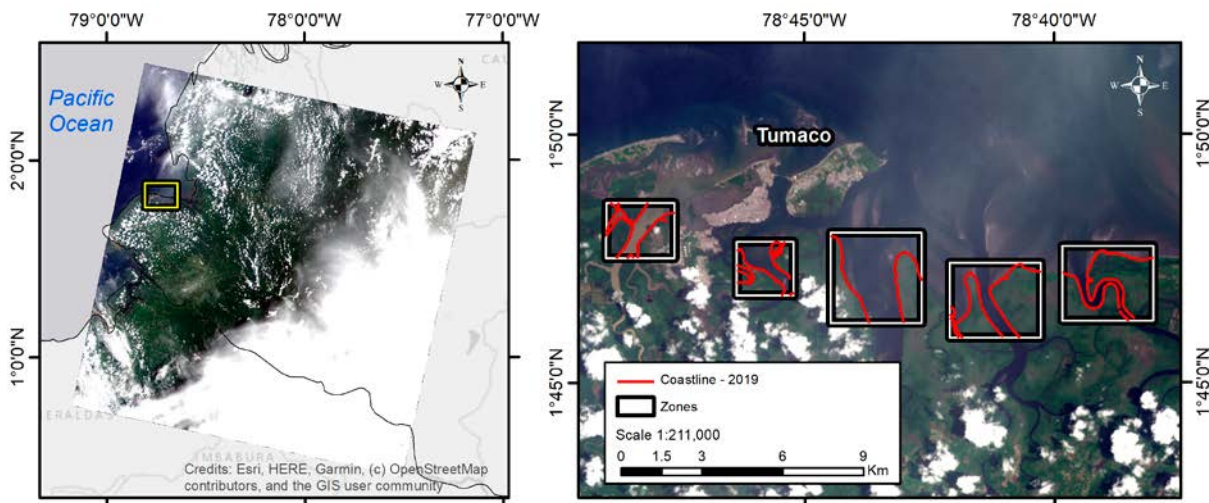 79°0'0"W 78°0'0"W 77°0'0"W
2°0'0"N
1°0'0"N
Pacific
Ocean
N
W E
S
ERALDAS
IMBABURA
Credits: Esri, HERE, Garmin, (c) OpenStreetMap
contributors, and the GIS user community
78°45'0"W 78°40'0"W
1°50'0"N
1°45'0"N
1°50'0"N
1°45'0"N
N
W E
S
Tumaco
Coastline - 2019
Zones
Scale 1:211,000
0 1.5 3 6 9
Km